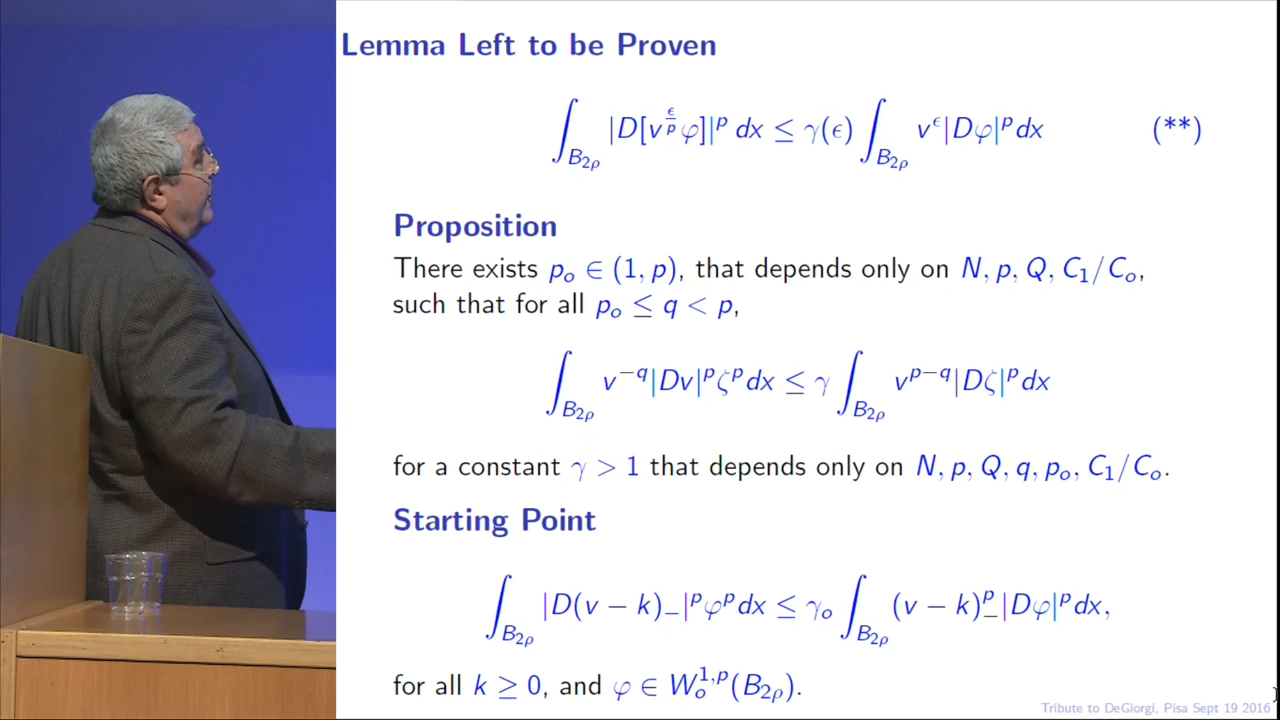 Lemma Left to be Proven
∫_{B_{2ρ}} |D[v^{ϵ/p}φ]|^p dx ≤ γ(ϵ) ∫_{B_{2ρ}} v^ϵ|Dφ|^p dx (**)
Proposition
There exists p_o ∈ (1, p), that depends only on N, p, Q, C_1/C_o,
such that for all p_o ≤ q < p,
∫_{B_{2ρ}} v^{−q}|Dv|^p ζ^p dx ≤ γ ∫_{B_{2ρ}} v^{p−q}|Dζ|^p dx
for a constant γ > 1 that depends only on N, p, Q, q, p_o, C_1/C_o.
Starting Point
∫_{B_{2ρ}} |D(v − k)_−|^p φ^p dx ≤ γ_o ∫_{B_{2ρ}} (v − k)_−^p |Dφ|^p dx,
for all k ≥ 0, and φ ∈ W_o^{1,p}(B_{2ρ}).
Tribute to DeGiorgi, Pisa Sept 19 2016